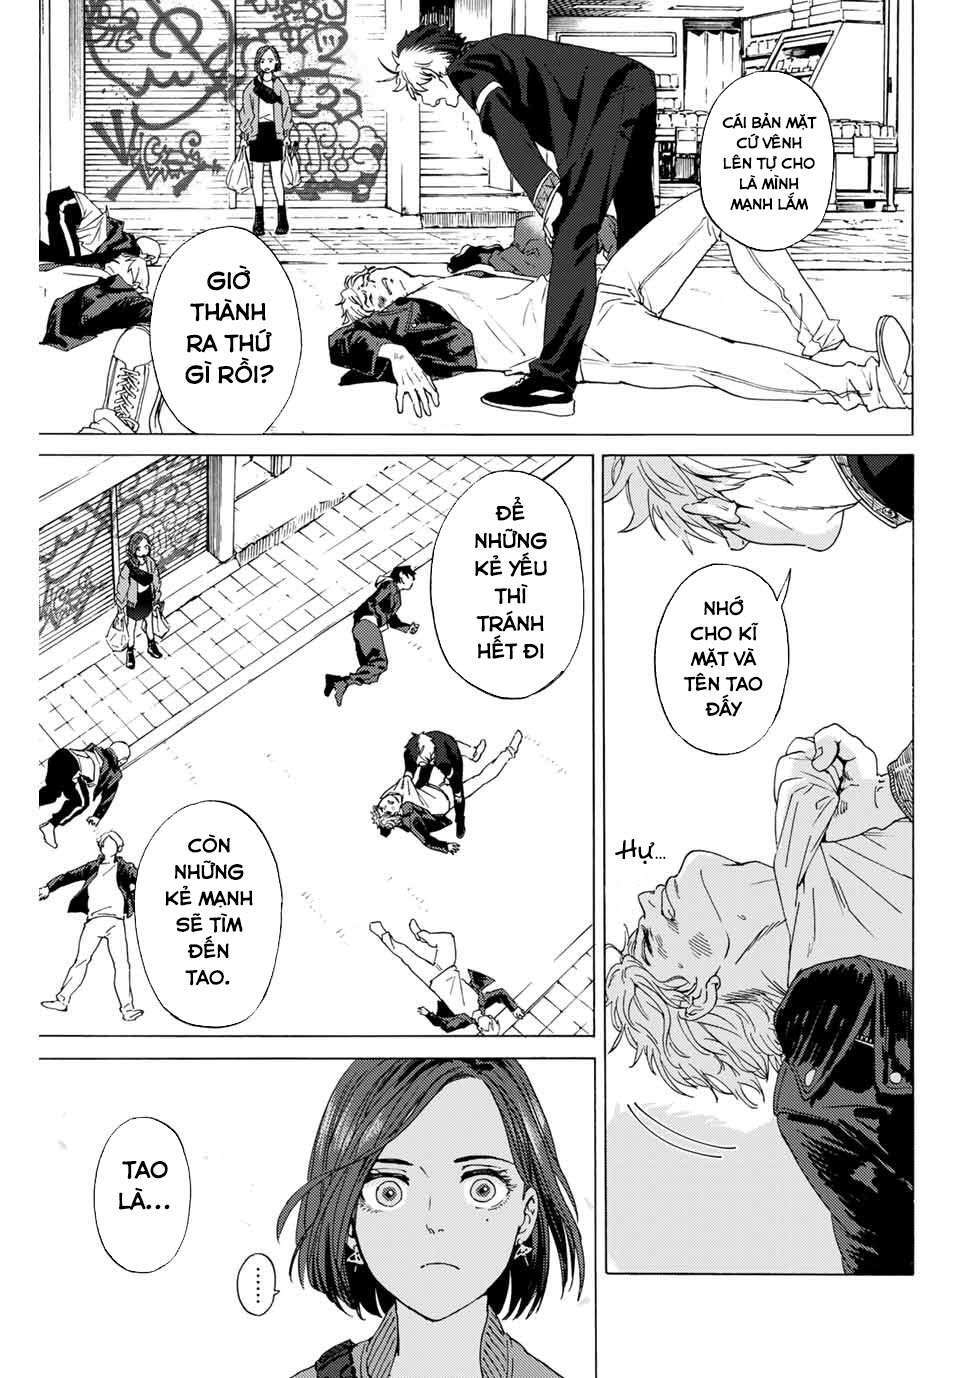 CÁI BẢN MẶT
CỨ VÊNH
LÊN TỰ CHO
LÀ MÌNH
MẠNH LẮM
GIỜ
THÀNH
RA THỨ
GÌ RỒI?
NHỚ
CHO KĨ
MẶT VÀ
TÊN TAO
ĐẤY
Hự...
ĐỂ
NHỮNG
KẺ YẾU
THÌ
TRÁNH
HẾT ĐI
CÒN
NHỮNG
KẺ MẠNH
SẼ TÌM
ĐẾN
TAO.
TAO
LÀ...
......